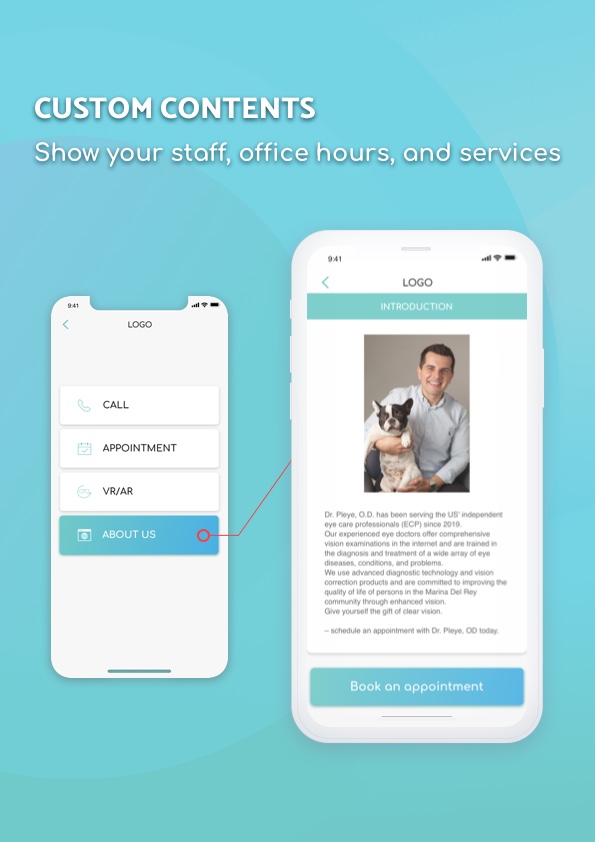 CUSTOM CONTENTS
Show your staff, office hours, and services
9:41
LOGO
CALL
APPOINTMENT
VR/AR
ABOUT US
9:41
LOGO
INTRODUCTION
Dr. Pleye, O.D. has been serving the US' independent
eye care professionals (ECP) since 2019.
Our experienced eye doctors offer comprehensive
vision examinations in the internet and are trained in
the diagnosis and treatment of a wide array of eye
diseases, conditions, and problems.
We use advanced diagnostic technology and vision
correction products and are committed to improving the
quality of life of persons in the Marina Del Rey
community through enhanced vision.
Give yourself the gift of clear vision.
– schedule an appointment with Dr. Pleye, OD today.
Book an appointment